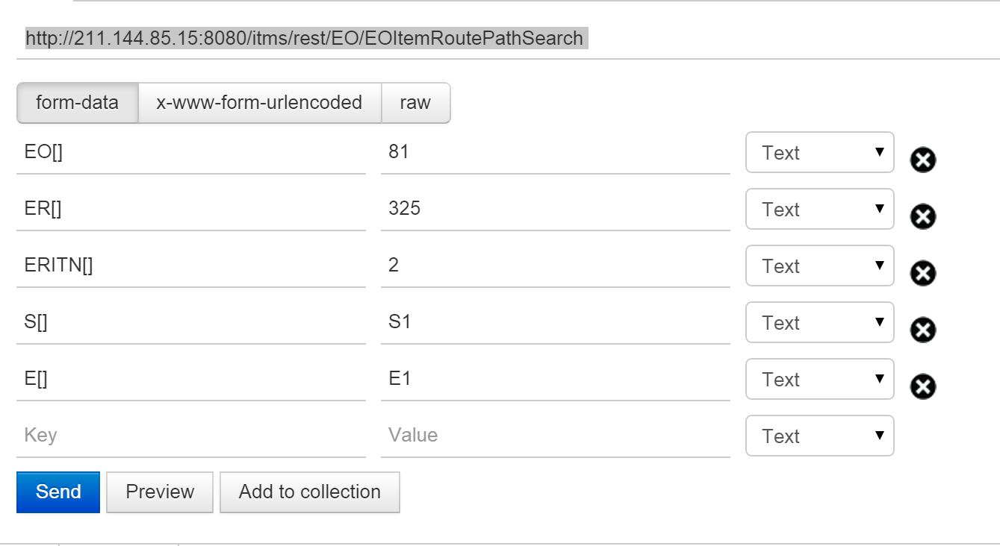 http://211.144.85.15:8080/itms/rest/EO/EOItemRoutePathSearch
form-data x-www-form-urlencoded raw
EO[] 81 Text
ER[] 325 Text
ERITN[] 2 Text
S[] S1 Text
E[] E1 Text
Key Value Text
Send Preview Add to collection